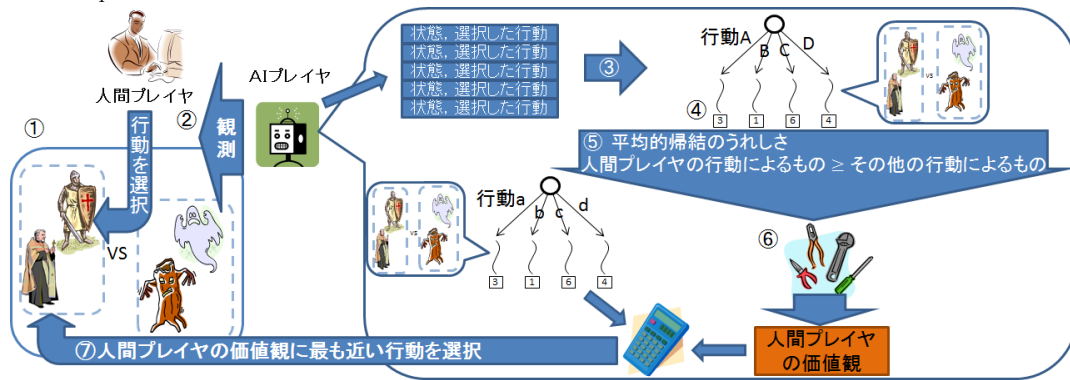 人間プレイヤ
①
②
行動を選択
観測
VS
AIプレイヤ
状態，選択した行動
状態，選択した行動
状態，選択した行動
状態，選択した行動
状態，選択した行動
③
行動A
B
C
D
④
3
1
6
4
VS
⑤ 平均的帰結のうれしさ
人間プレイヤの行動によるもの ≥ その他の行動によるもの
行動a
b
c
d
3
1
6
4
VS
⑥
人間プレイヤ
の価値観
⑦人間プレイヤの価値観に最も近い行動を選択